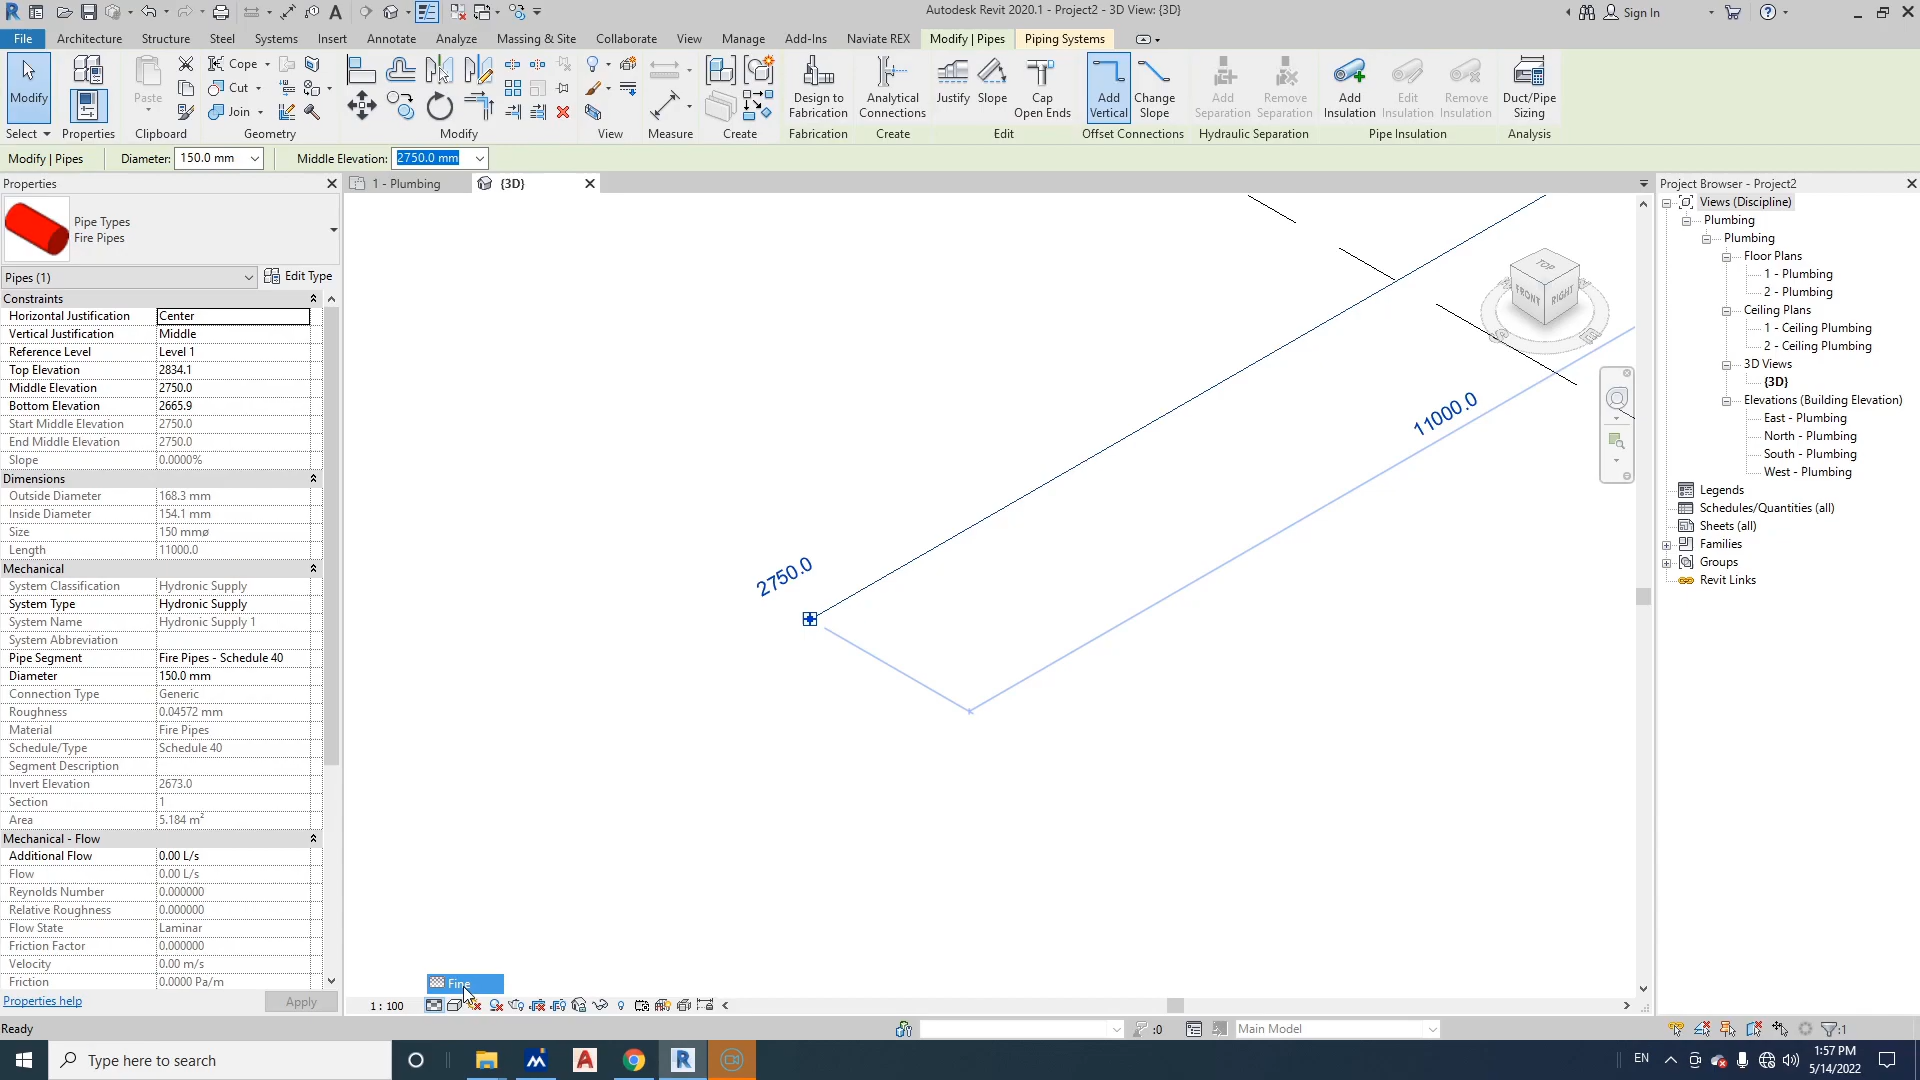 Autodesk Revit 2020.1 - Project2 - 3D View: {3D}
Sign In
File
Architecture
Structure
Steel
Systems
Insert
Annotate
Analyze
Massing & Site
Collaborate
View
Manage
Add-Ins
Naviate REX
Modify | Pipes
Piping Systems
Modify
Paste
Cope
Cut
Join
Design to
Fabrication
Analytical
Connections
Justify
Slope
Cap
Open Ends
Add
Vertical
Change
Slope
Add
Separation
Remove
Separation
Add
Insulation
Edit
Insulation
Remove
Insulation
Duct/Pipe
Sizing
Select
Properties
Clipboard
Geometry
Modify
View
Measure
Create
Fabrication
Create
Edit
Offset Connections
Hydraulic Separation
Pipe Insulation
Analysis
Modify | Pipes
Diameter: 150.0 mm
Middle Elevation: 2750.0 mm
Properties
1 - Plumbing
{3D}
Project Browser - Project2
Pipe Types
Fire Pipes
Pipes (1)
Edit Type
Constraints
Horizontal Justification Center
Vertical Justification Middle
Reference Level Level 1
Top Elevation 2834.1
Middle Elevation 2750.0
Bottom Elevation 2665.9
Start Middle Elevation 2750.0
End Middle Elevation 2750.0
Slope 0.0000%
Dimensions
Outside Diameter 168.3 mm
Inside Diameter 154.1 mm
Size 150 mmø
Length 11000.0
Mechanical
System Classification Hydronic Supply
System Type Hydronic Supply
System Name Hydronic Supply 1
System Abbreviation
Pipe Segment Fire Pipes - Schedule 40
Diameter 150.0 mm
Connection Type Generic
Roughness 0.04572 mm
Material Fire Pipes
Schedule/Type Schedule 40
Segment Description
Invert Elevation 2673.0
Section 1
Area 5.184 m²
Mechanical - Flow
Additional Flow 0.00 L/s
Flow 0.00 L/s
Reynolds Number 0.000000
Relative Roughness 0.000000
Flow State Laminar
Friction Factor 0.000000
Velocity 0.00 m/s
Friction 0.0000 Pa/m
Properties help
Apply
2750.0
11000.0
TOP
FRONT
RIGHT
Views (Discipline)
Plumbing
Plumbing
Floor Plans
1 - Plumbing
2 - Plumbing
Ceiling Plans
1 - Ceiling Plumbing
2 - Ceiling Plumbing
3D Views
{3D}
Elevations (Building Elevation)
East - Plumbing
North - Plumbing
South - Plumbing
West - Plumbing
Legends
Schedules/Quantities (all)
Sheets (all)
Families
Groups
Revit Links
Fine
1 : 100
Ready
:0
Main Model
:1
Type here to search
EN
1:57 PM
5/14/2022